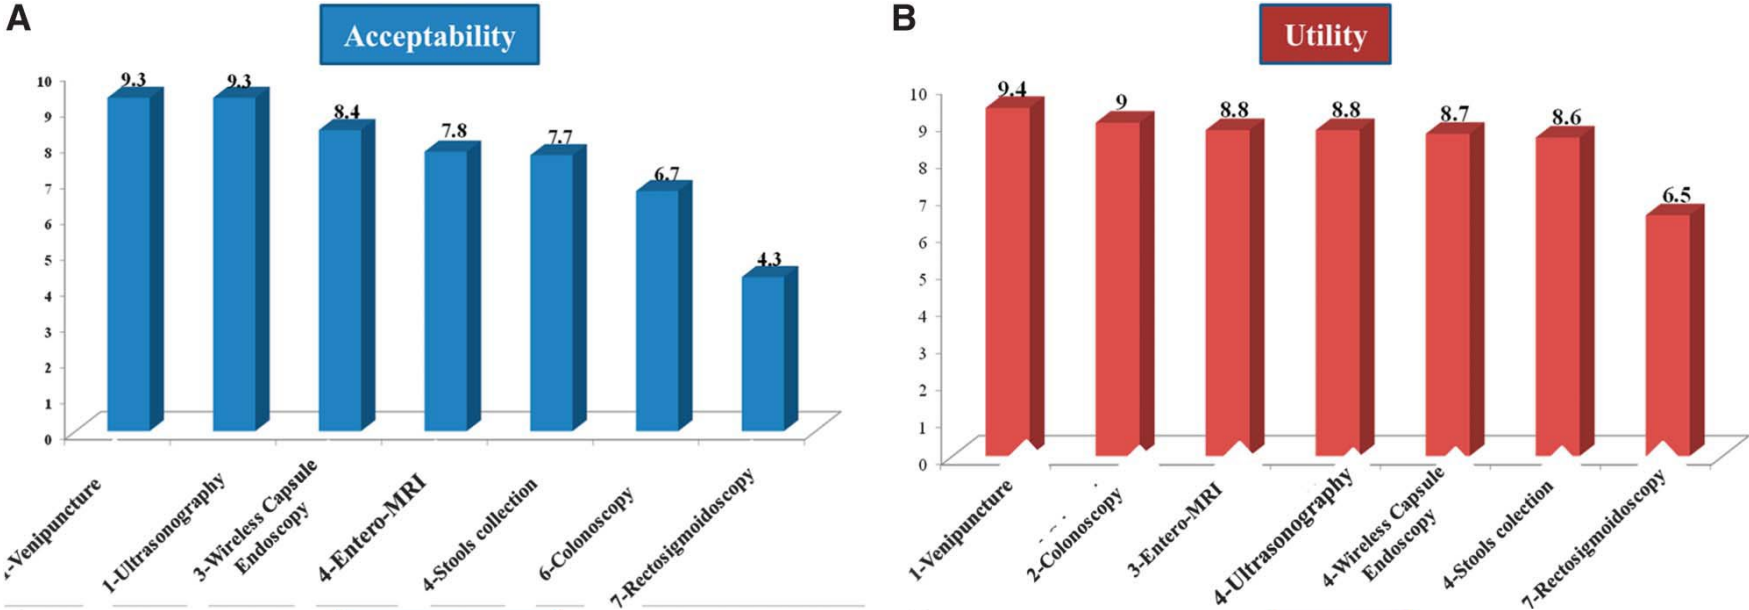 A
Acceptability
10
9
8
7
6
5
4
3
2
1
0
9.3
9.3
8.4
7.8
7.7
6.7
4.3
1-Venipuncture
1-Ultrasonography
3-Wireless Capsule
Endoscopy
4-Entero-MRI
4-Stools collection
6-Colonoscopy
7-Rectosigmoidoscopy
B
Utility
10
9
8
7
6
5
4
3
2
1
0
9.4
9
8.8
8.8
8.7
8.6
6.5
1-Venipuncture
2-Colonoscopy
3-Entero-MRI
4-Ultrasonography
4-Wireless Capsule
Endoscopy
4-Stools colection
7-Rectosigmoidoscopy